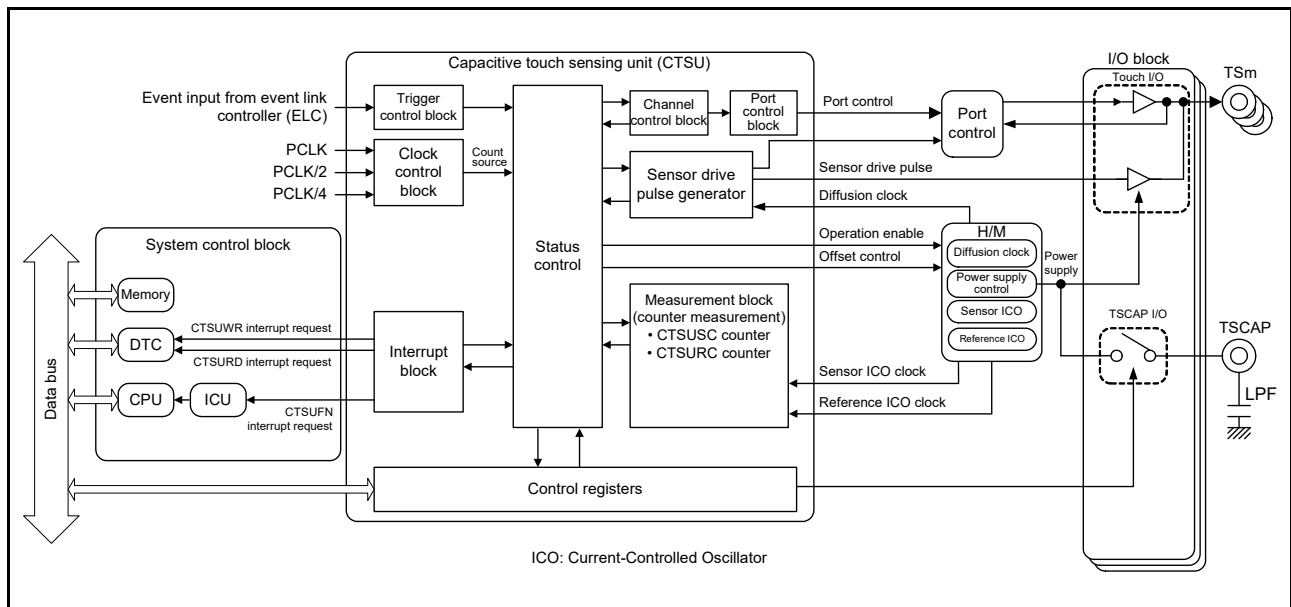 Capacitive touch sensing unit (CTSU)
I/O block
Touch I/O
TSm
Event input from event link
controller (ELC)
Trigger
control block
Channel
control block
Port
control
block
Port control
Port
control
PCLK
PCLK/2
PCLK/4
Clock
control
block
Count
source
Sensor drive
pulse generator
Sensor drive pulse
Diffusion clock
System control block
Status
control
Operation enable
Offset control
H/M
Diffusion clock
Power supply
control
Sensor ICO
Reference ICO
Power
supply
Memory
DTC
CTSUWR interrupt request
CTSURD interrupt request
CPU
ICU
CTSUFN
interrupt request
Interrupt
block
Measurement block
(counter measurement)
• CTSUSC counter
• CTSURC counter
Sensor ICO clock
Reference ICO clock
TSCAP I/O
TSCAP
LPF
Data bus
Control registers
ICO: Current-Controlled Oscillator